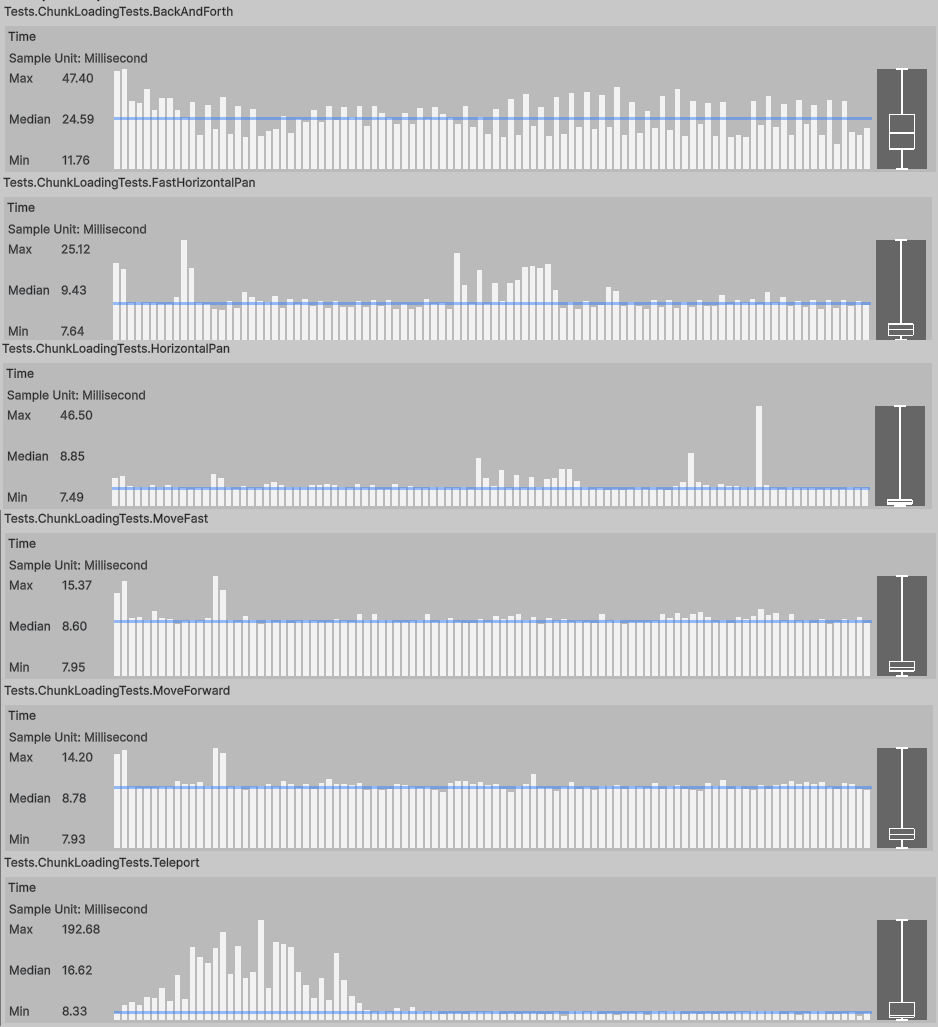 Tests.ChunkLoadingTests.BackAndForth
Time
Sample Unit: Millisecond
Max 47.40
Median 24.59
Min 11.76
Tests.ChunkLoadingTests.FastHorizontalPan
Time
Sample Unit: Millisecond
Max 25.12
Median 9.43
Min 7.64
Tests.ChunkLoadingTests.HorizontalPan
Time
Sample Unit: Millisecond
Max 46.50
Median 8.85
Min 7.49
Tests.ChunkLoadingTests.MoveFast
Time
Sample Unit: Millisecond
Max 15.37
Median 8.60
Min 7.95
Tests.ChunkLoadingTests.MoveForward
Time
Sample Unit: Millisecond
Max 14.20
Median 8.78
Min 7.93
Tests.ChunkLoadingTests.Teleport
Time
Sample Unit: Millisecond
Max 192.68
Median 16.62
Min 8.33